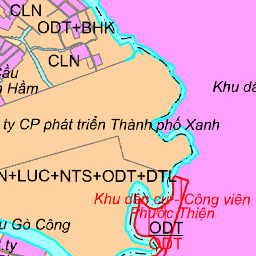 CLN
ODT+BHK
CLN
Cầu
Hầm
Khu dâ
ty CP phát triển Thành phố Xanh
N+LUC+NTS+ODT+DTL
Khu dân cư - Công viên
Phước Thiện
ODT
ODT
u Gò Công
ty